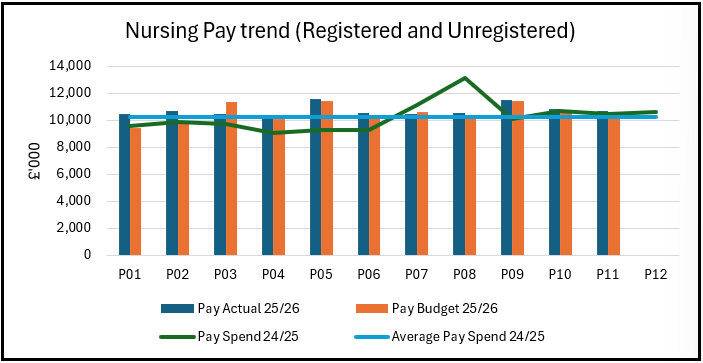 Nursing Pay trend (Registered and Unregistered)
14,000
12,000
10,000
8,000
6,000
4,000
2,000
0
£'000
P01 P02 P03 P04 P05 P06 P07 P08 P09 P10 P11 P12
Pay Actual 25/26 Pay Budget 25/26
Pay Spend 24/25 Average Pay Spend 24/25